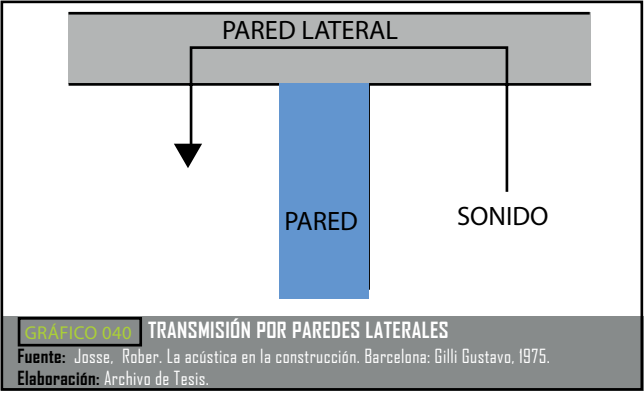 PARED LATERAL
PARED
SONIDO
GRÁFICO 040 TRANSMISIÓN POR PAREDES LATERALES
Fuente: Josse, Rober. La acústica en la construcción. Barcelona: Gilli Gustavo, 1975.
Elaboración: Archivo de Tesis.